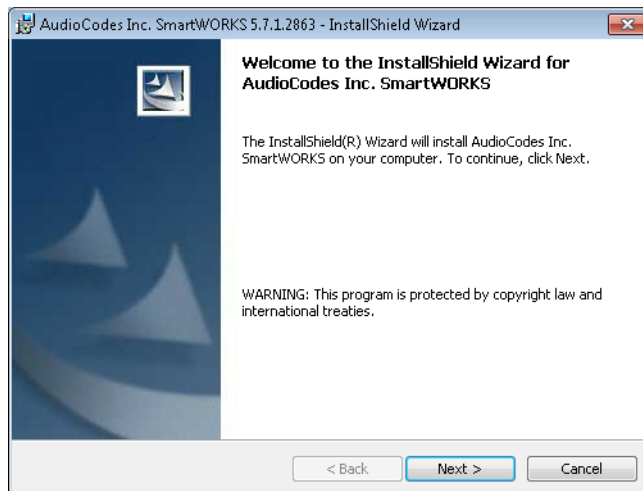 AudioCodes Inc. SmartWORKS 5.7.1.2863 - InstallShield Wizard
Welcome to the InstallShield Wizard for
AudioCodes Inc. SmartWORKS
The InstallShield(R) Wizard will install AudioCodes Inc.
SmartWORKS on your computer. To continue, click Next.
WARNING: This program is protected by copyright law and
international treaties.
< Back
Next >
Cancel